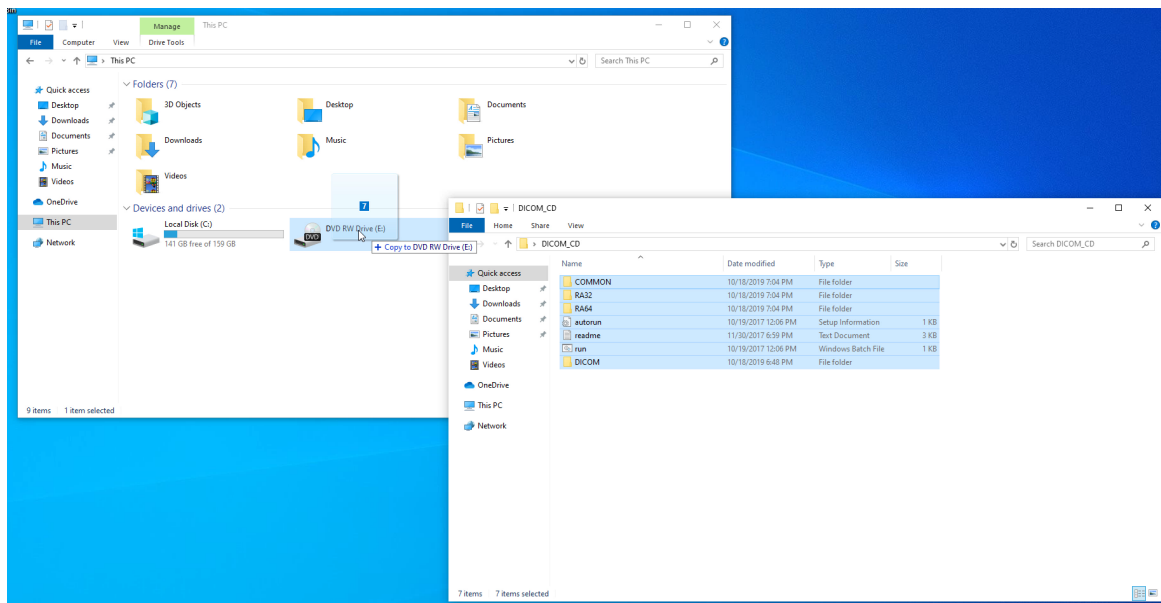 Manage This PC
File Computer View Drive Tools
This PC Search This PC
Quick access
Desktop
Downloads
Documents
Pictures
Music
Videos
OneDrive
This PC
Network
Folders (7)
3D Objects Desktop Documents
Downloads Music Pictures
Videos
Devices and drives (2)
Local Disk (C:)
141 GB free of 159 GB
DVD
DVD RW Drive (E:)
7
+ Copy to DVD RW Drive (E:)
9 items 1 item selected
DICOM_CD
File Home Share View
DICOM_CD Search DICOM_CD
Quick access
Desktop
Downloads
Documents
Pictures
Music
Videos
OneDrive
This PC
Network
Name Date modified Type Size
COMMON 10/18/2019 7:04 PM File folder
RA32 10/18/2019 7:04 PM File folder
RA64 10/18/2019 7:04 PM File folder
autorun 10/19/2017 12:06 PM Setup Information 1 KB
readme 11/30/2017 6:59 PM Text Document 3 KB
run 10/19/2017 12:06 PM Windows Batch File 1 KB
DICOM 10/18/2019 6:48 PM File folder
7 items 7 items selected